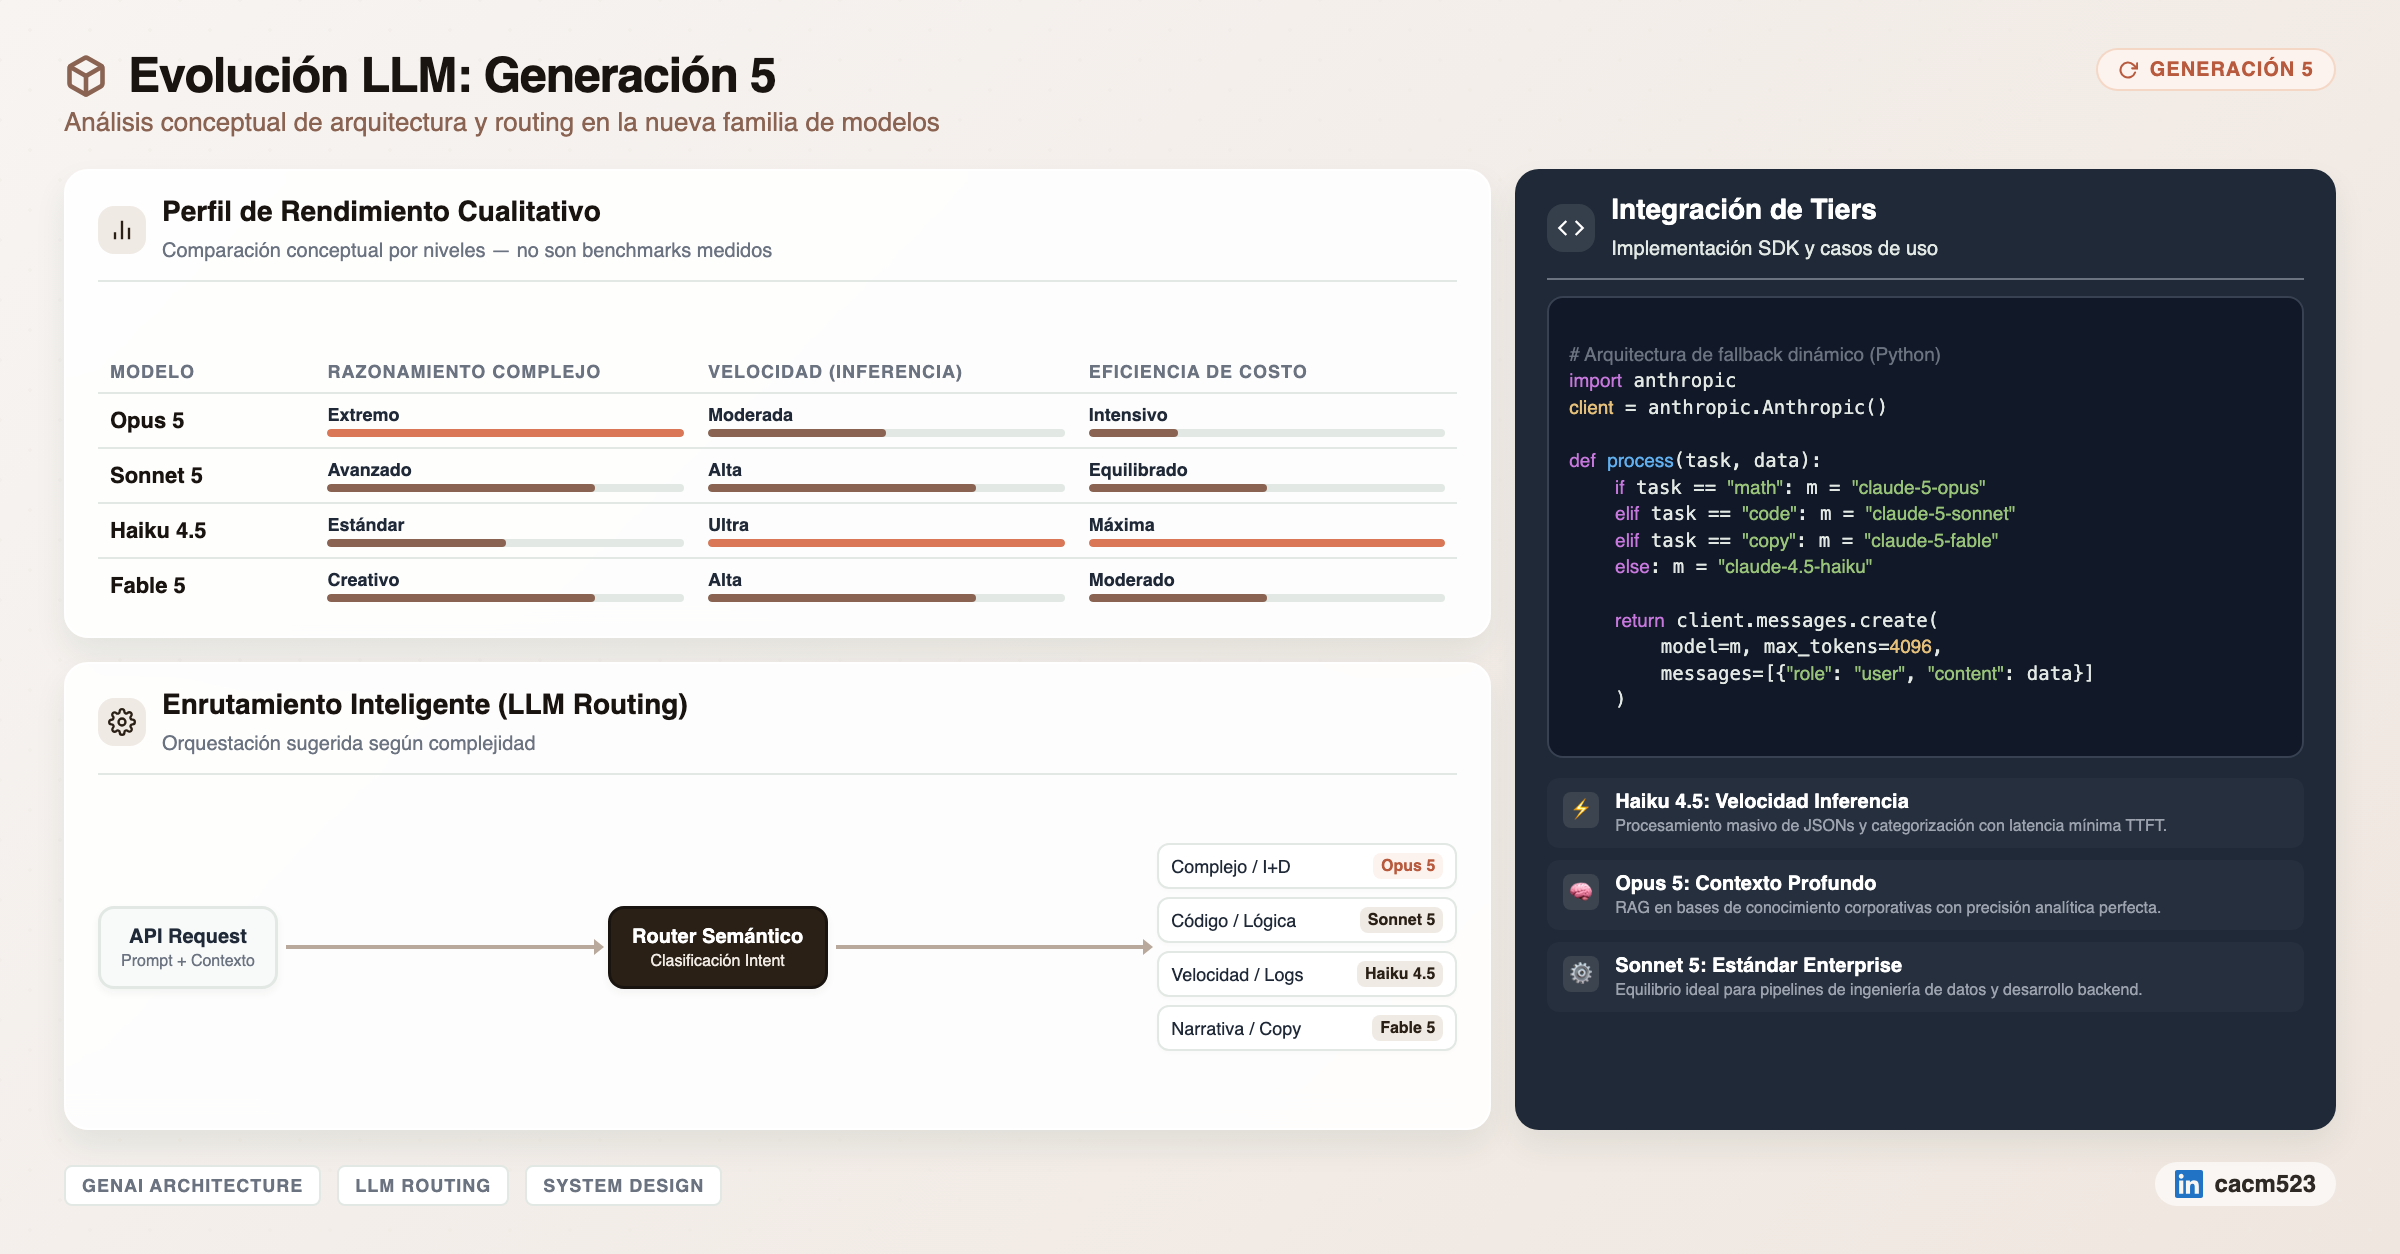 Evolución LLM: Generación 5
Análisis conceptual de arquitectura y routing en la nueva familia de modelos
GENERACIÓN 5
Perfil de Rendimiento Cualitativo
Comparación conceptual por niveles — no son benchmarks medidos
MODELO RAZONAMIENTO COMPLEJO VELOCIDAD (INFERENCIA) EFICIENCIA DE COSTO
Opus 5 Extremo Moderada Intensivo
Sonnet 5 Avanzado Alta Equilibrado
Haiku 4.5 Estándar Ultra Máxima
Fable 5 Creativo Alta Moderado
Enrutamiento Inteligente (LLM Routing)
Orquestación sugerida según complejidad
API Request
Prompt + Contexto
Router Semántico
Clasificación Intent
Complejo / I+D Opus 5
Código / Lógica Sonnet 5
Velocidad / Logs Haiku 4.5
Narrativa / Copy Fable 5
Integración de Tiers
Implementación SDK y casos de uso
# Arquitectura de fallback dinámico (Python)
import anthropic
client = anthropic.Anthropic()
def process(task, data):
if task == "math": m = "claude-5-opus"
elif task == "code": m = "claude-5-sonnet"
elif task == "copy": m = "claude-5-fable"
else: m = "claude-4.5-haiku"
return client.messages.create(
model=m, max_tokens=4096,
messages=[{"role": "user", "content": data}]
)
Haiku 4.5: Velocidad Inferencia
Procesamiento masivo de JSONs y categorización con latencia mínima TTFT.
Opus 5: Contexto Profundo
RAG en bases de conocimiento corporativas con precisión analítica perfecta.
Sonnet 5: Estándar Enterprise
Equilibrio ideal para pipelines de ingeniería de datos y desarrollo backend.
GENAI ARCHITECTURE
LLM ROUTING
SYSTEM DESIGN
in cacm523